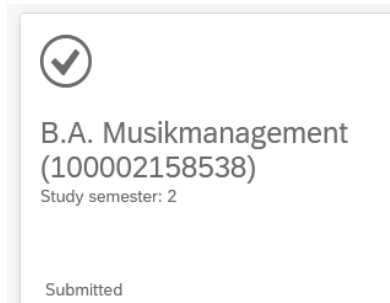 B.A. Musikmanagement
(100002158538)
Study semester: 2
Submitted